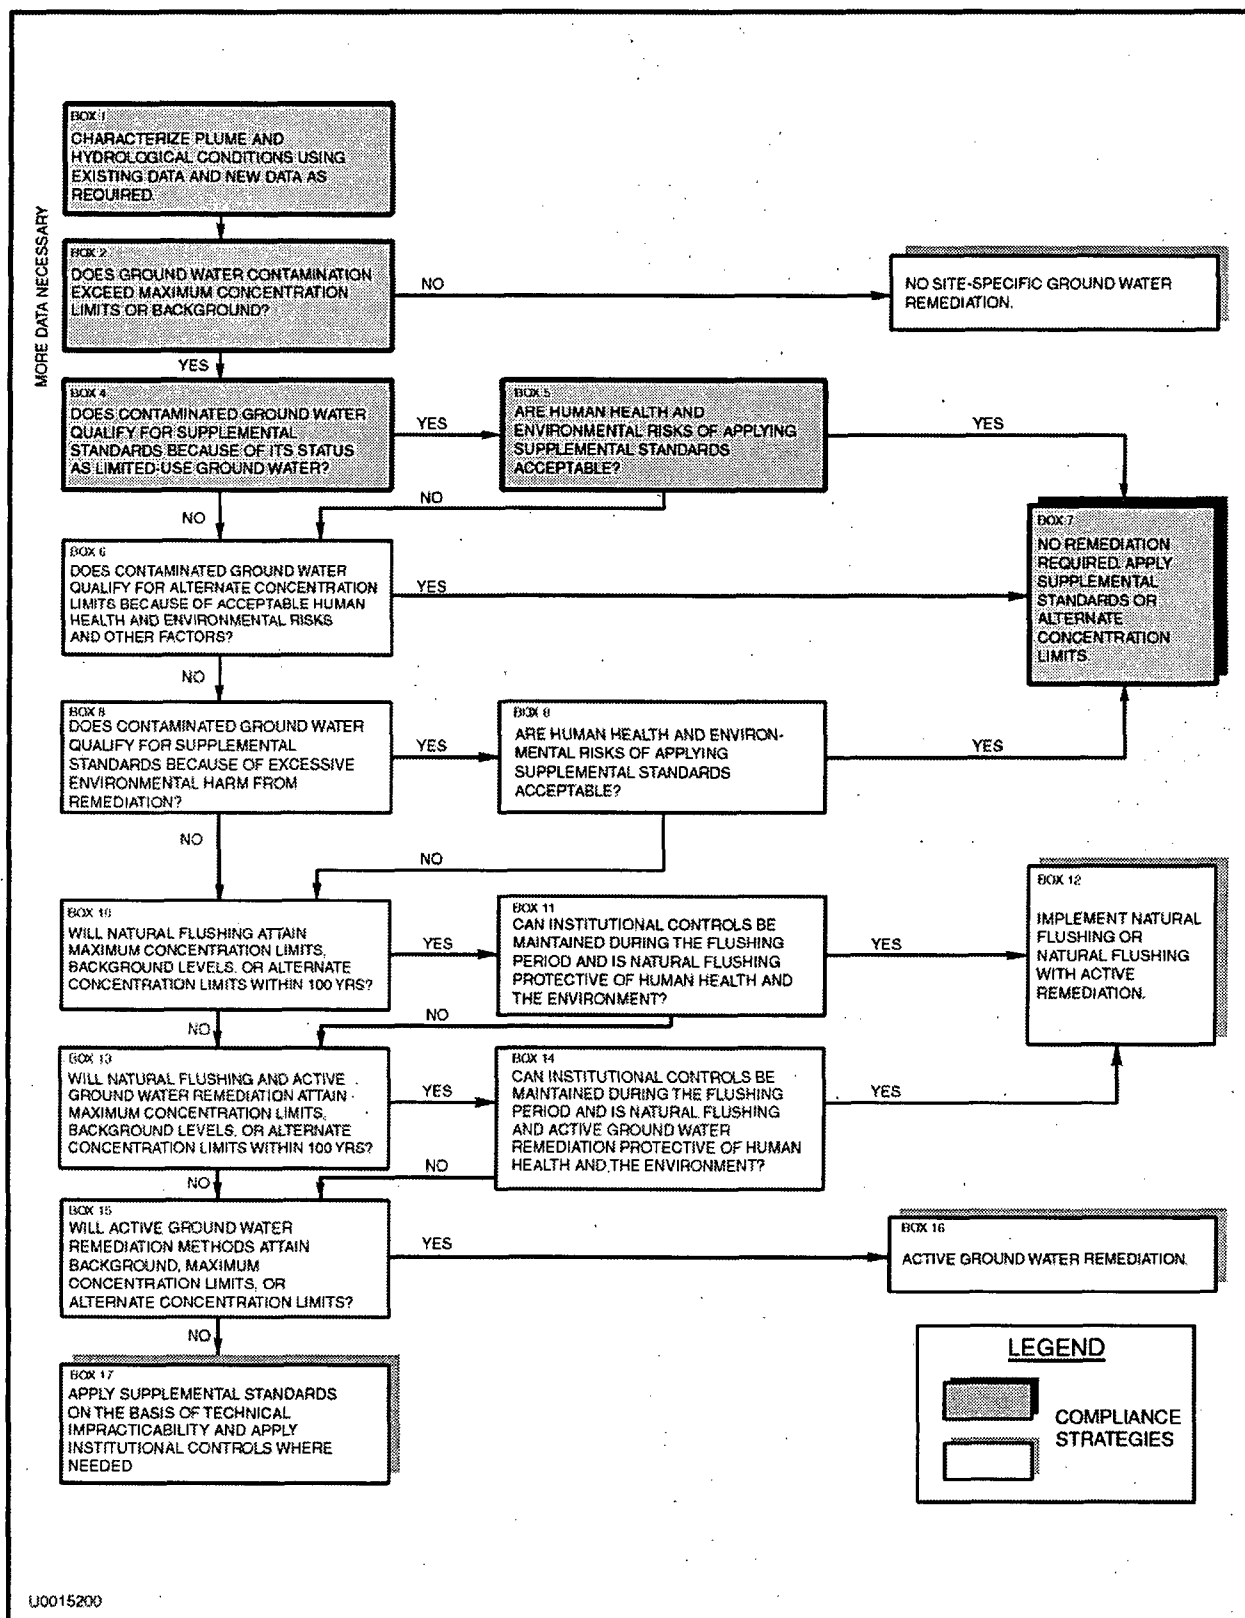 BOX 1
CHARACTERIZE PLUME AND
HYDROLOGICAL CONDITIONS USING
EXISTING DATA AND NEW DATA AS
REQUIRED.
MORE DATA NECESSARY
BOX 2
DOES GROUND WATER CONTAMINATION
EXCEED MAXIMUM CONCENTRATION
LIMITS OR BACKGROUND?
NO
NO SITE-SPECIFIC GROUND WATER
REMEDIATION.
YES
BOX 4
DOES CONTAMINATED GROUND WATER
QUALIFY FOR SUPPLEMENTAL
STANDARDS BECAUSE OF ITS STATUS
AS LIMITED-USE GROUND WATER?
YES
BOX 5
ARE HUMAN HEALTH AND
ENVIRONMENTAL RISKS OF APPLYING
SUPPLEMENTAL STANDARDS
ACCEPTABLE?
YES
NO
NO
BOX 6
DOES CONTAMINATED GROUND WATER
QUALIFY FOR ALTERNATE CONCENTRATION
LIMITS BECAUSE OF ACCEPTABLE HUMAN
HEALTH AND ENVIRONMENTAL RISKS
AND OTHER FACTORS?
YES
BOX 7
NO REMEDIATION
REQUIRED. APPLY
SUPPLEMENTAL
STANDARDS OR
ALTERNATE
CONCENTRATION
LIMITS.
NO
BOX 8
DOES CONTAMINATED GROUND WATER
QUALIFY FOR SUPPLEMENTAL
STANDARDS BECAUSE OF EXCESSIVE
ENVIRONMENTAL HARM FROM
REMEDIATION?
YES
BOX 9
ARE HUMAN HEALTH AND ENVIRON-
MENTAL RISKS OF APPLYING
SUPPLEMENTAL STANDARDS
ACCEPTABLE?
YES
NO
NO
BOX 10
WILL NATURAL FLUSHING ATTAIN
MAXIMUM CONCENTRATION LIMITS,
BACKGROUND LEVELS, OR ALTERNATE
CONCENTRATION LIMITS WITHIN 100 YRS?
YES
BOX 11
CAN INSTITUTIONAL CONTROLS BE
MAINTAINED DURING THE FLUSHING
PERIOD AND IS NATURAL FLUSHING
PROTECTIVE OF HUMAN HEALTH AND
THE ENVIRONMENT?
YES
BOX 12
IMPLEMENT NATURAL
FLUSHING OR
NATURAL FLUSHING
WITH ACTIVE
REMEDIATION.
NO
NO
BOX 13
WILL NATURAL FLUSHING AND ACTIVE
GROUND WATER REMEDIATION ATTAIN
MAXIMUM CONCENTRATION LIMITS,
BACKGROUND LEVELS, OR ALTERNATE
CONCENTRATION LIMITS WITHIN 100 YRS?
YES
BOX 14
CAN INSTITUTIONAL CONTROLS BE
MAINTAINED DURING THE FLUSHING
PERIOD AND IS NATURAL FLUSHING
AND ACTIVE GROUND WATER
REMEDIATION PROTECTIVE OF HUMAN
HEALTH AND THE ENVIRONMENT?
YES
NO
NO
BOX 15
WILL ACTIVE GROUND WATER
REMEDIATION METHODS ATTAIN
BACKGROUND, MAXIMUM
CONCENTRATION LIMITS, OR
ALTERNATE CONCENTRATION LIMITS?
YES
BOX 16
ACTIVE GROUND WATER REMEDIATION.
NO
BOX 17
APPLY SUPPLEMENTAL STANDARDS
ON THE BASIS OF TECHNICAL
IMPRACTICABILITY AND APPLY
INSTITUTIONAL CONTROLS WHERE
NEEDED
LEGEND
COMPLIANCE
STRATEGIES
U0015200